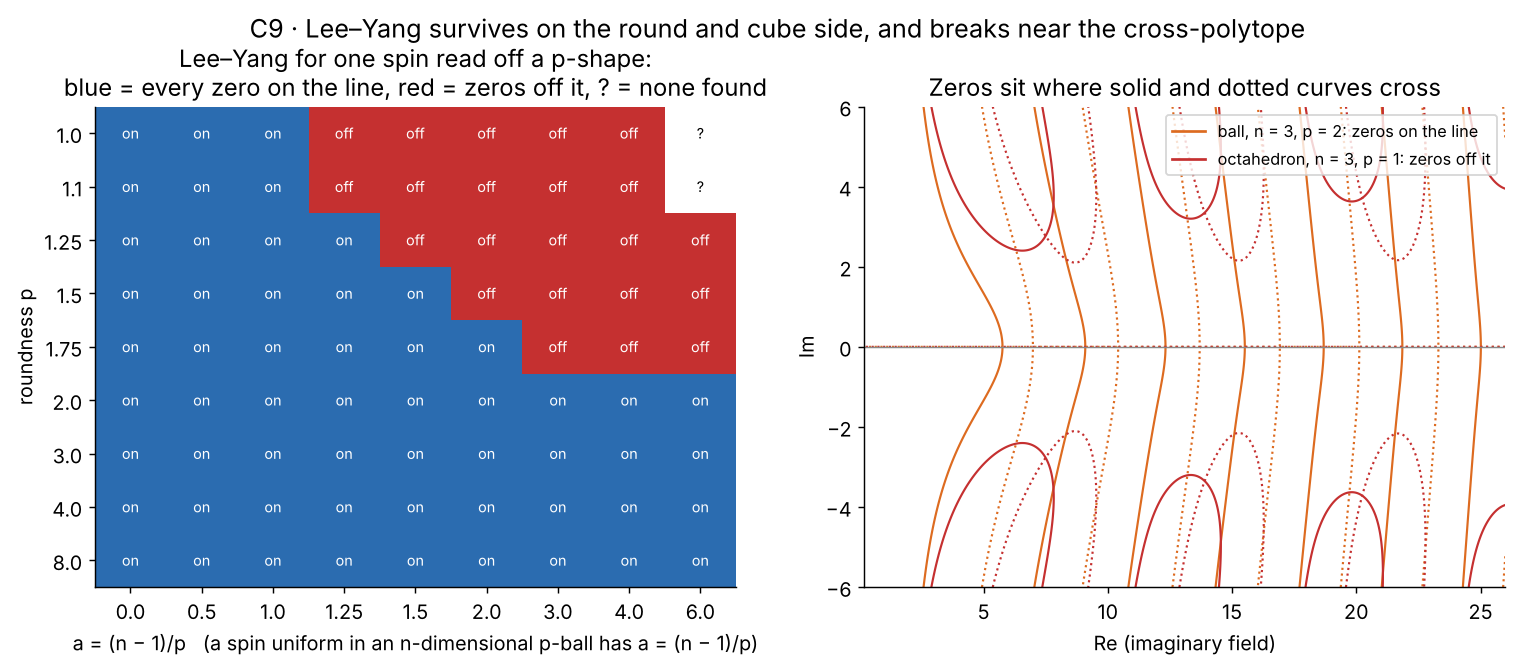 C9 · Lee–Yang survives on the round and cube side, and breaks near the cross-polytope
Lee–Yang for one spin read off a p-shape:
blue = every zero on the line, red = zeros off it, ? = none found
roundness p
1.0 on on on off off off off off ?
1.1 on on on off off off off off ?
1.25 on on on on off off off off off
1.5 on on on on on off off off off
1.75 on on on on on on off off off
2.0 on on on on on on on on on
3.0 on on on on on on on on on
4.0 on on on on on on on on on
8.0 on on on on on on on on on
0.0 0.5 1.0 1.25 1.5 2.0 3.0 4.0 6.0
a = (n − 1)/p (a spin uniform in an n-dimensional p-ball has a = (n − 1)/p)
Zeros sit where solid and dotted curves cross
ball, n = 3, p = 2: zeros on the line
octahedron, n = 3, p = 1: zeros off it
Im
6
4
2
0
−2
−4
−6
5 10 15 20 25
Re (imaginary field)